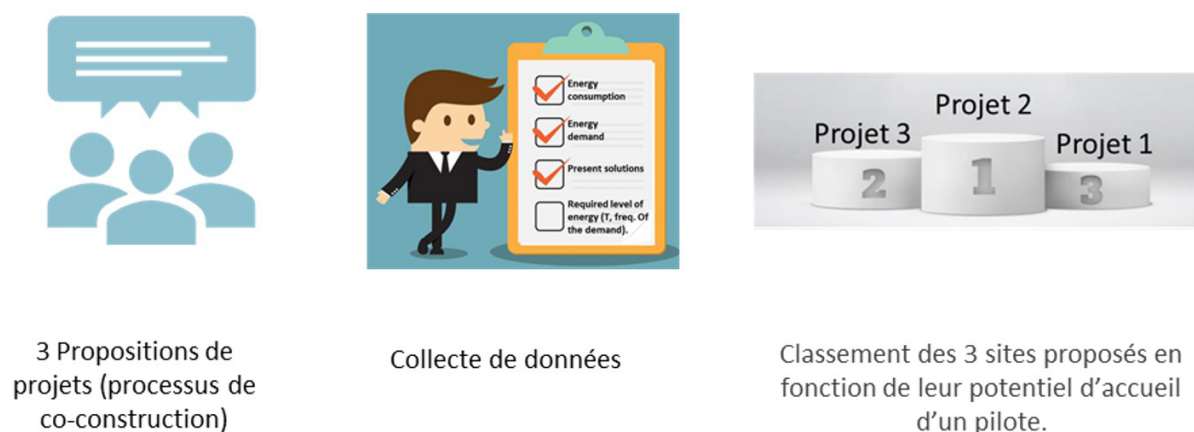 Energy
consumption
Energy
demand
Present solutions
Required level of
energy (T, freq. Of
the demand).
Projet 2
Projet 3
Projet 1
2
1
3
3 Propositions de
projets (processus de
co-construction)
Collecte de données
Classement des 3 sites proposés en
fonction de leur potentiel d’accueil
d’un pilote.